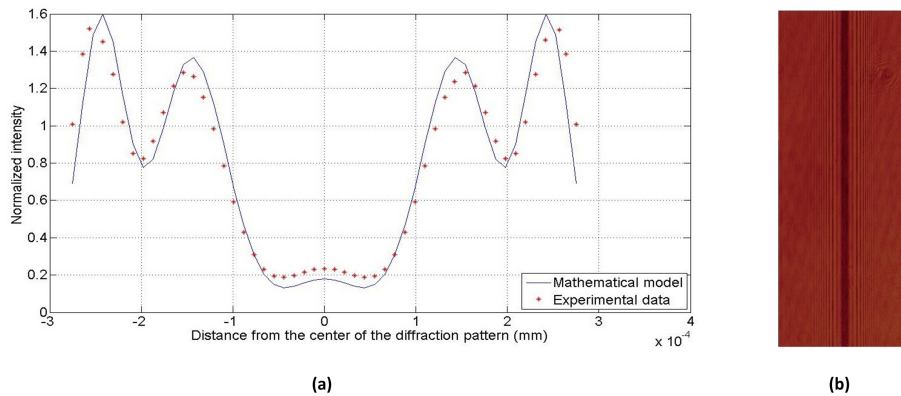 1.6
1.4
1.2
1
0.8
0.6
0.4
0.2
0
Normalized intensity
Mathematical model
Experimental data
-3 -2 -1 0 1 2 3 4
Distance from the center of the diffraction pattern (mm)
x 10-4
(a) (b)